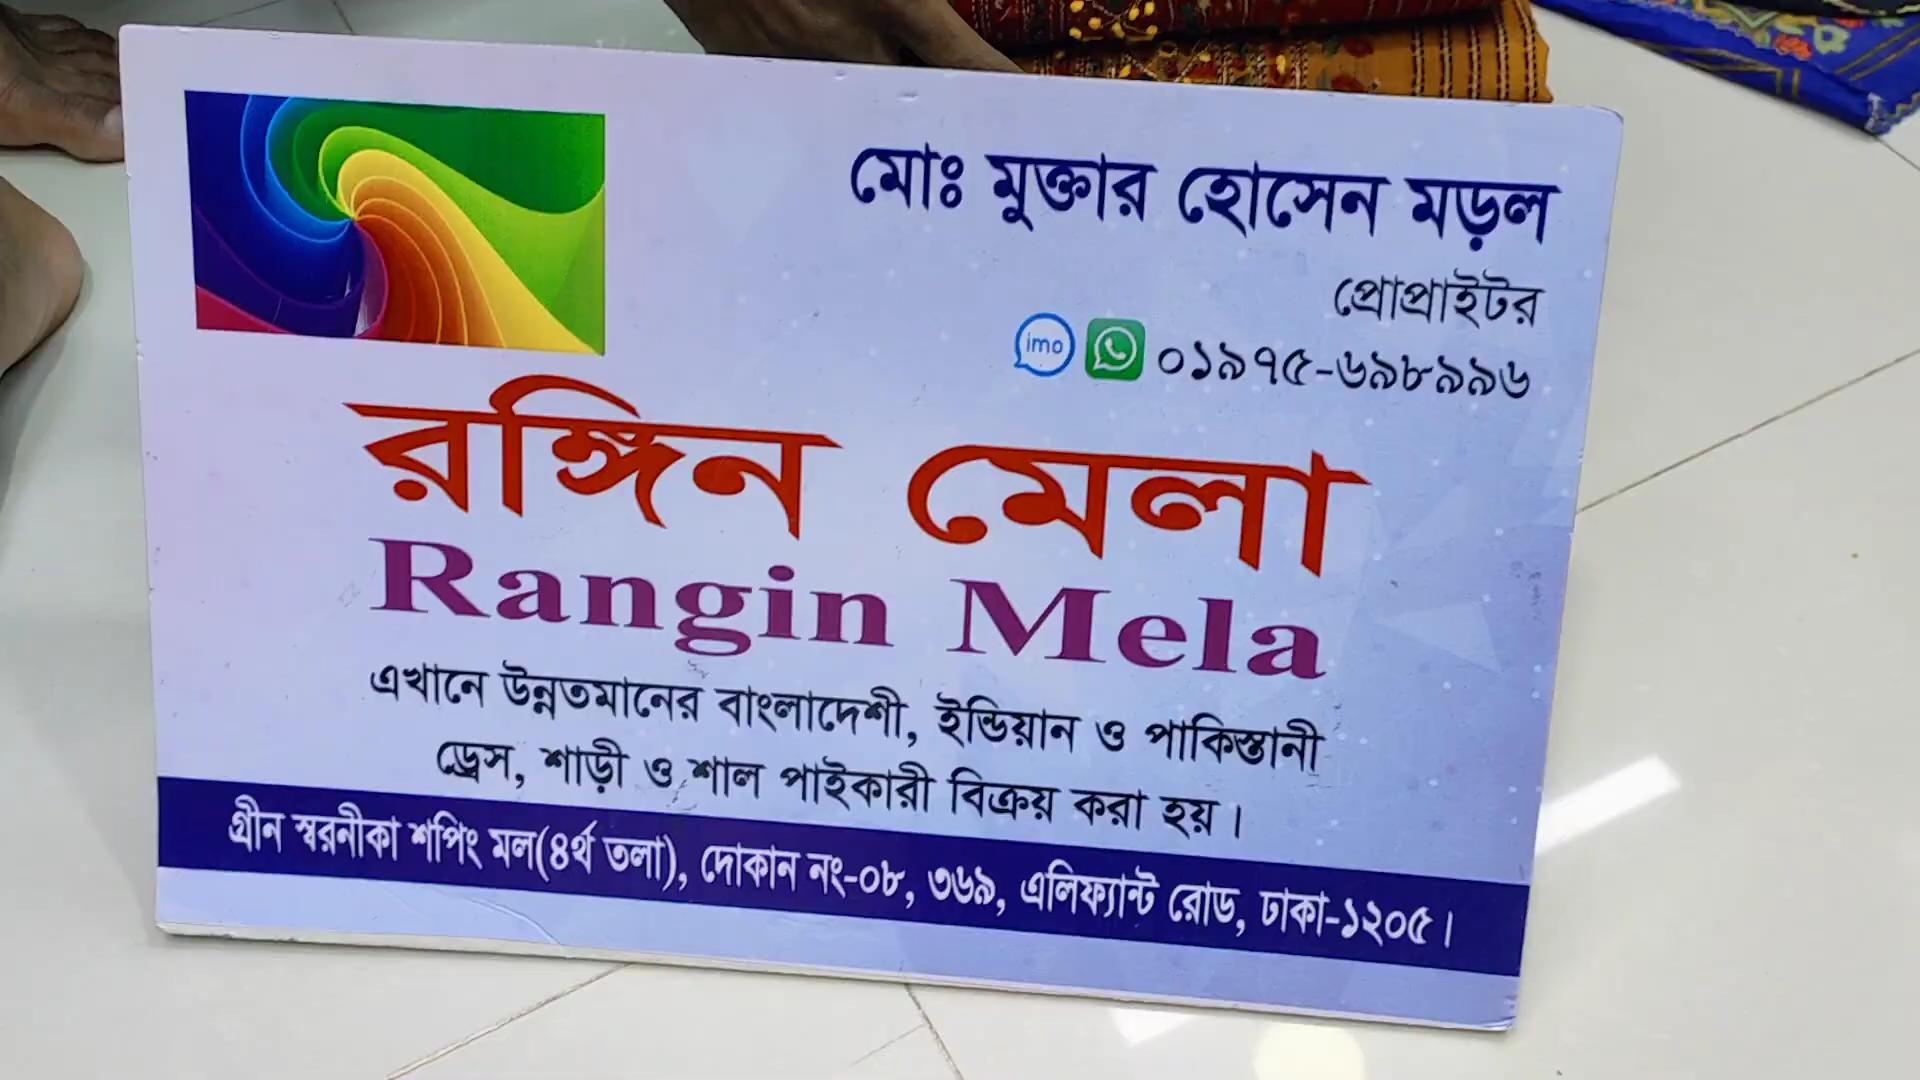 মোঃ মুক্তার হোসেন মড়ল
প্রোপ্রাইটর
imo ০১৯৭৫-৬৯৮৯৯৬
রঙ্গিন মেলা
Rangin Mela
এখানে উন্নতমানের বাংলাদেশী, ইন্ডিয়ান ও পাকিস্তানী
ড্রেস, শাড়ী ও শাল পাইকারী বিক্রয় করা হয়।
গ্রীন স্বরনীকা শপিং মল(৪র্থ তলা), দোকান নং-০৮, ৩৬৯, এলিফ্যান্ট রোড, ঢাকা-১২০৫।